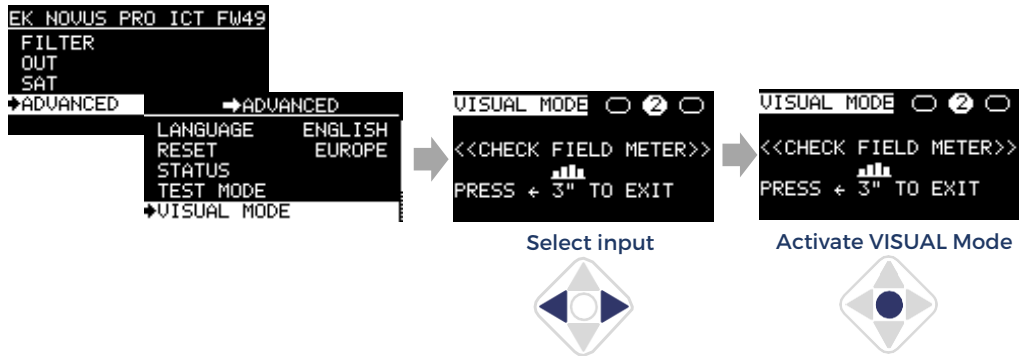 EK NOVUS PRO ICT FW49
FILTER
OUT
SAT
➔ADVANCED
➔ADVANCED
LANGUAGE ENGLISH
RESET EUROPE
STATUS
TEST MODE
➔VISUAL MODE
VISUAL MODE 2
<<CHECK FIELD METER>>
PRESS ← 3" TO EXIT
Select input
VISUAL MODE 2
<<CHECK FIELD METER>>
PRESS ← 3" TO EXIT
Activate VISUAL Mode